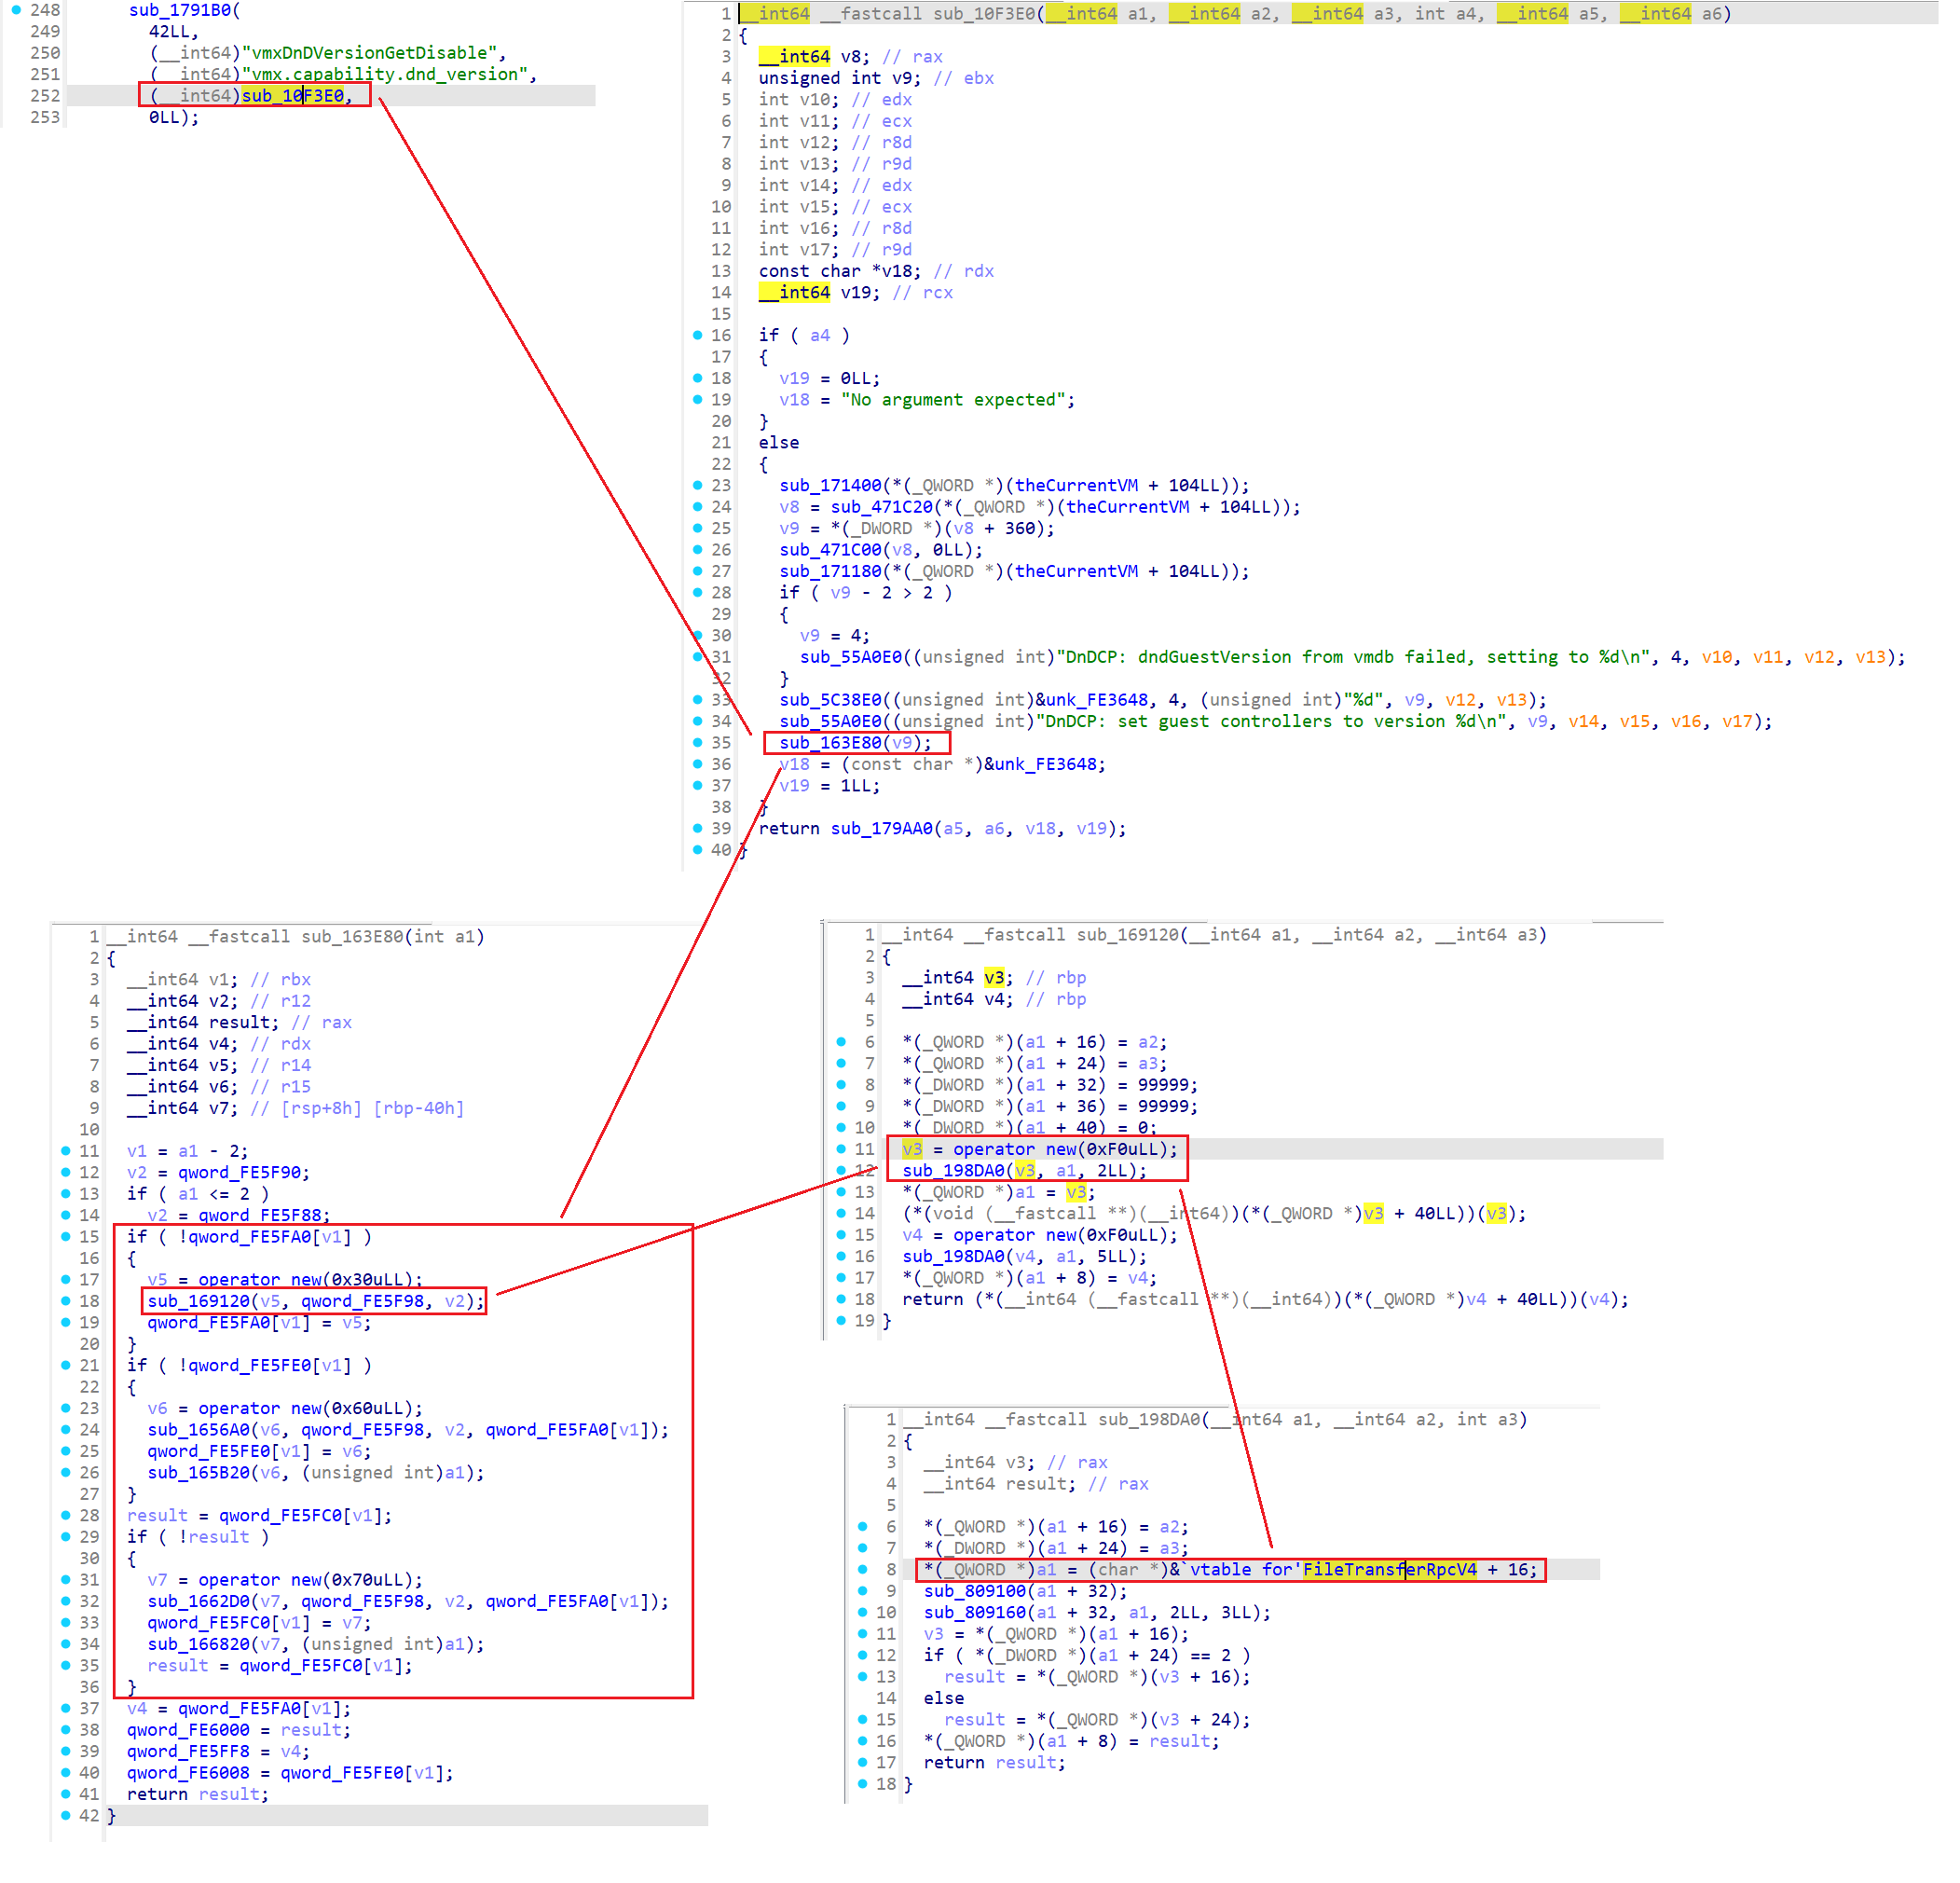 248 sub_1791B0(
249 42LL,
250 (__int64)"vmxDnDVersionGetDisable",
251 (__int64)"vmx.capability.dnd_version",
252 (__int64)sub_10F3E0,
253 0LL);
1 __int64 __fastcall sub_10F3E0(__int64 a1, __int64 a2, __int64 a3, int a4, __int64 a5, __int64 a6)
2 {
3 __int64 v8; // rax
4 unsigned int v9; // ebx
5 int v10; // edx
6 int v11; // ecx
7 int v12; // r8d
8 int v13; // r9d
9 int v14; // edx
10 int v15; // ecx
11 int v16; // r8d
12 int v17; // r9d
13 const char *v18; // rdx
14 __int64 v19; // rcx
15
16 if ( a4 )
17 {
18 v19 = 0LL;
19 v18 = "No argument expected";
20 }
21 else
22 {
23 sub_171400(*(_QWORD *)(theCurrentVM + 104LL));
24 v8 = sub_471C20(*(_QWORD *)(theCurrentVM + 104LL));
25 v9 = *(_DWORD *)(v8 + 360);
26 sub_471C00(v8, 0LL);
27 sub_171180(*(_QWORD *)(theCurrentVM + 104LL));
28 if ( v9 - 2 > 2 )
29 {
30 v9 = 4;
31 sub_55A0E0((unsigned int)"DnDCP: dndGuestVersion from vmdb failed, setting to %d\n", 4, v10, v11, v12, v13);
32 }
33 sub_5C38E0((unsigned int)&unk_FE3648, 4, (unsigned int)"%d", v9, v12, v13);
34 sub_55A0E0((unsigned int)"DnDCP: set guest controllers to version %d\n", v9, v14, v15, v16, v17);
35 sub_163E80(v9);
36 v18 = (const char *)&unk_FE3648;
37 v19 = 1LL;
38 }
39 return sub_179AA0(a5, a6, v18, v19);
40 }
1 __int64 __fastcall sub_163E80(int a1)
2 {
3 __int64 v1; // rbx
4 __int64 v2; // r12
5 __int64 result; // rax
6 __int64 v4; // rdx
7 __int64 v5; // r14
8 __int64 v6; // r15
9 __int64 v7; // [rsp+8h] [rbp-40h]
10
11 v1 = a1 - 2;
12 v2 = qword_FE5F90;
13 if ( a1 <= 2 )
14 v2 = qword_FE5F88;
15 if ( !qword_FE5FA0[v1] )
16 {
17 v5 = operator new(0x30uLL);
18 sub_169120(v5, qword_FE5F98, v2);
19 qword_FE5FA0[v1] = v5;
20 }
21 if ( !qword_FE5FE0[v1] )
22 {
23 v6 = operator new(0x60uLL);
24 sub_1656A0(v6, qword_FE5F98, v2, qword_FE5FA0[v1]);
25 qword_FE5FE0[v1] = v6;
26 sub_165B20(v6, (unsigned int)a1);
27 }
28 result = qword_FE5FC0[v1];
29 if ( !result )
30 {
31 v7 = operator new(0x70uLL);
32 sub_1662D0(v7, qword_FE5F98, v2, qword_FE5FA0[v1]);
33 qword_FE5FC0[v1] = v7;
34 sub_166820(v7, (unsigned int)a1);
35 result = qword_FE5FC0[v1];
36 }
37 v4 = qword_FE5FA0[v1];
38 qword_FE6000 = result;
39 qword_FE5FF8 = v4;
40 qword_FE6008 = qword_FE5FE0[v1];
41 return result;
42 }
1 __int64 __fastcall sub_169120(__int64 a1, __int64 a2, __int64 a3)
2 {
3 __int64 v3; // rbp
4 __int64 v4; // rbp
5
6 *(_QWORD *)(a1 + 16) = a2;
7 *(_QWORD *)(a1 + 24) = a3;
8 *(_DWORD *)(a1 + 32) = 99999;
9 *(_DWORD *)(a1 + 36) = 99999;
10 *(_DWORD *)(a1 + 40) = 0;
11 v3 = operator new(0xF0uLL);
12 sub_198DA0(v3, a1, 2LL);
13 *(_QWORD *)a1 = v3;
14 (*(void (__fastcall **)(__int64))(*(_QWORD *)v3 + 40LL))(v3);
15 v4 = operator new(0xF0uLL);
16 sub_198DA0(v4, a1, 5LL);
17 *(_QWORD *)(a1 + 8) = v4;
18 return (*(__int64 (__fastcall **)(__int64))(*(_QWORD *)v4 + 40LL))(v4);
19 }
1 __int64 __fastcall sub_198DA0(__int64 a1, __int64 a2, int a3)
2 {
3 __int64 v3; // rax
4 __int64 result; // rax
5
6 *(_QWORD *)(a1 + 16) = a2;
7 *(_DWORD *)(a1 + 24) = a3;
8 *(_QWORD *)a1 = (char *)&`vtable for'FileTransferRpcV4 + 16;
9 sub_809100(a1 + 32);
10 sub_809160(a1 + 32, a1, 2LL, 3LL);
11 v3 = *(_QWORD *)(a1 + 16);
12 if ( *(_DWORD *)(a1 + 24) == 2 )
13 result = *(_QWORD *)(v3 + 16);
14 else
15 result = *(_QWORD *)(v3 + 24);
16 *(_QWORD *)(a1 + 8) = result;
17 return result;
18 }